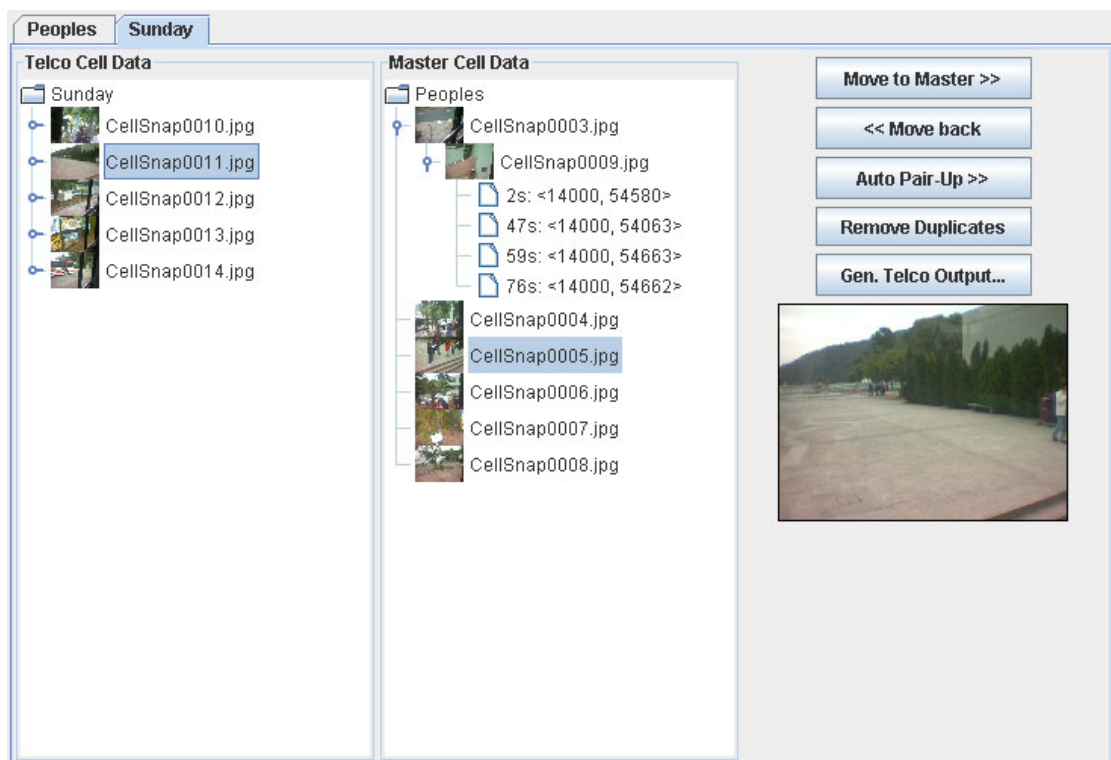 Peoples
Sunday
Telco Cell Data
Sunday
CellSnap0010.jpg
CellSnap0011.jpg
CellSnap0012.jpg
CellSnap0013.jpg
CellSnap0014.jpg
Master Cell Data
Peoples
CellSnap0003.jpg
CellSnap0009.jpg
2s: <14000, 54580>
47s: <14000, 54063>
59s: <14000, 54663>
76s: <14000, 54662>
CellSnap0004.jpg
CellSnap0005.jpg
CellSnap0006.jpg
CellSnap0007.jpg
CellSnap0008.jpg
Move to Master >>
<< Move back
Auto Pair-Up >>
Remove Duplicates
Gen. Telco Output...